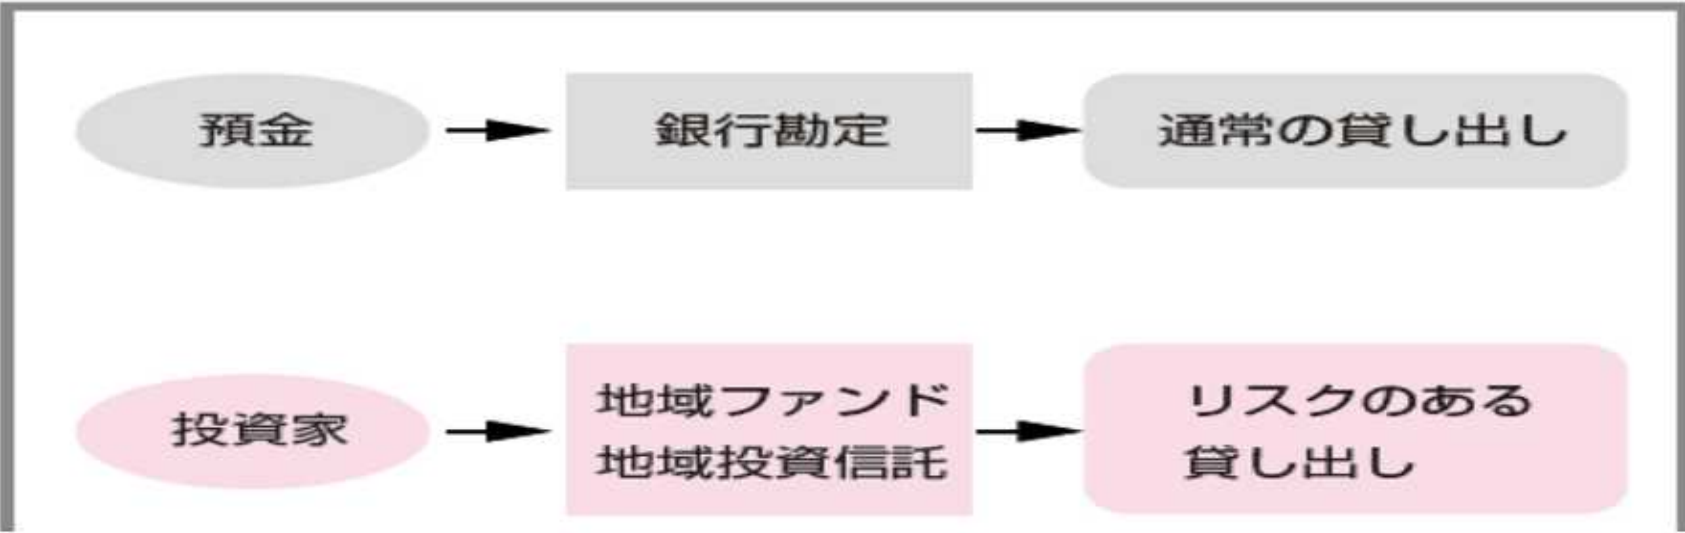 預金
銀行勘定
通常の貸し出し
投資家
地域ファンド
地域投資信託
リスクのある
貸し出し